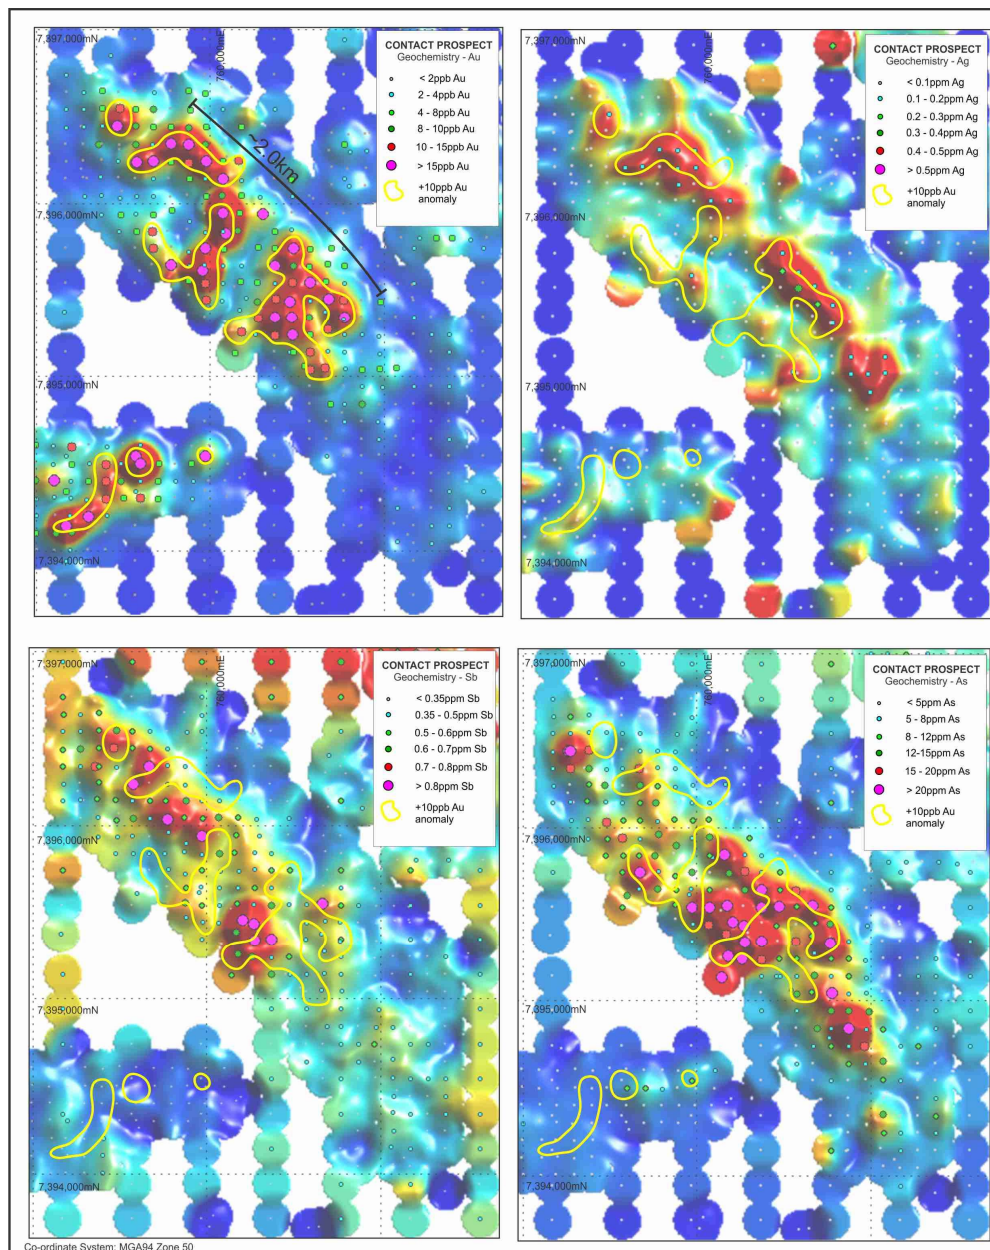 7,397,000mN
760,000mE
CONTACT PROSPECT
Geochemistry - Au
< 2ppb Au
2 - 4ppb Au
4 - 8ppb Au
8 - 10ppb Au
10 - 15ppb Au
> 15ppb Au
+10ppb Au
anomaly
~2.0km
7,396,000mN
7,395,000mN
7,394,000mN
7,397,000mN
760,000mE
CONTACT PROSPECT
Geochemistry - Ag
< 0.1ppm Ag
0.1 - 0.2ppm Ag
0.2 - 0.3ppm Ag
0.3 - 0.4ppm Ag
0.4 - 0.5ppm Ag
> 0.5ppm Ag
+10ppb Au
anomaly
7,396,000mN
7,395,000mN
7,394,000mN
7,397,000mN
760,000mE
CONTACT PROSPECT
Geochemistry - Sb
< 0.35ppm Sb
0.35 - 0.5ppm Sb
0.5 - 0.6ppm Sb
0.6 - 0.7ppm Sb
0.7 - 0.8ppm Sb
> 0.8ppm Sb
+10ppb Au
anomaly
7,396,000mN
7,395,000mN
7,394,000mN
7,397,000mN
760,000mE
CONTACT PROSPECT
Geochemistry - As
< 5ppm As
5 - 8ppm As
8 - 12ppm As
12-15ppm As
15 - 20ppm As
> 20ppm As
+10ppb Au
anomaly
7,396,000mN
7,395,000mN
7,394,000mN
Co-ordinate System: MGA94 Zone 50